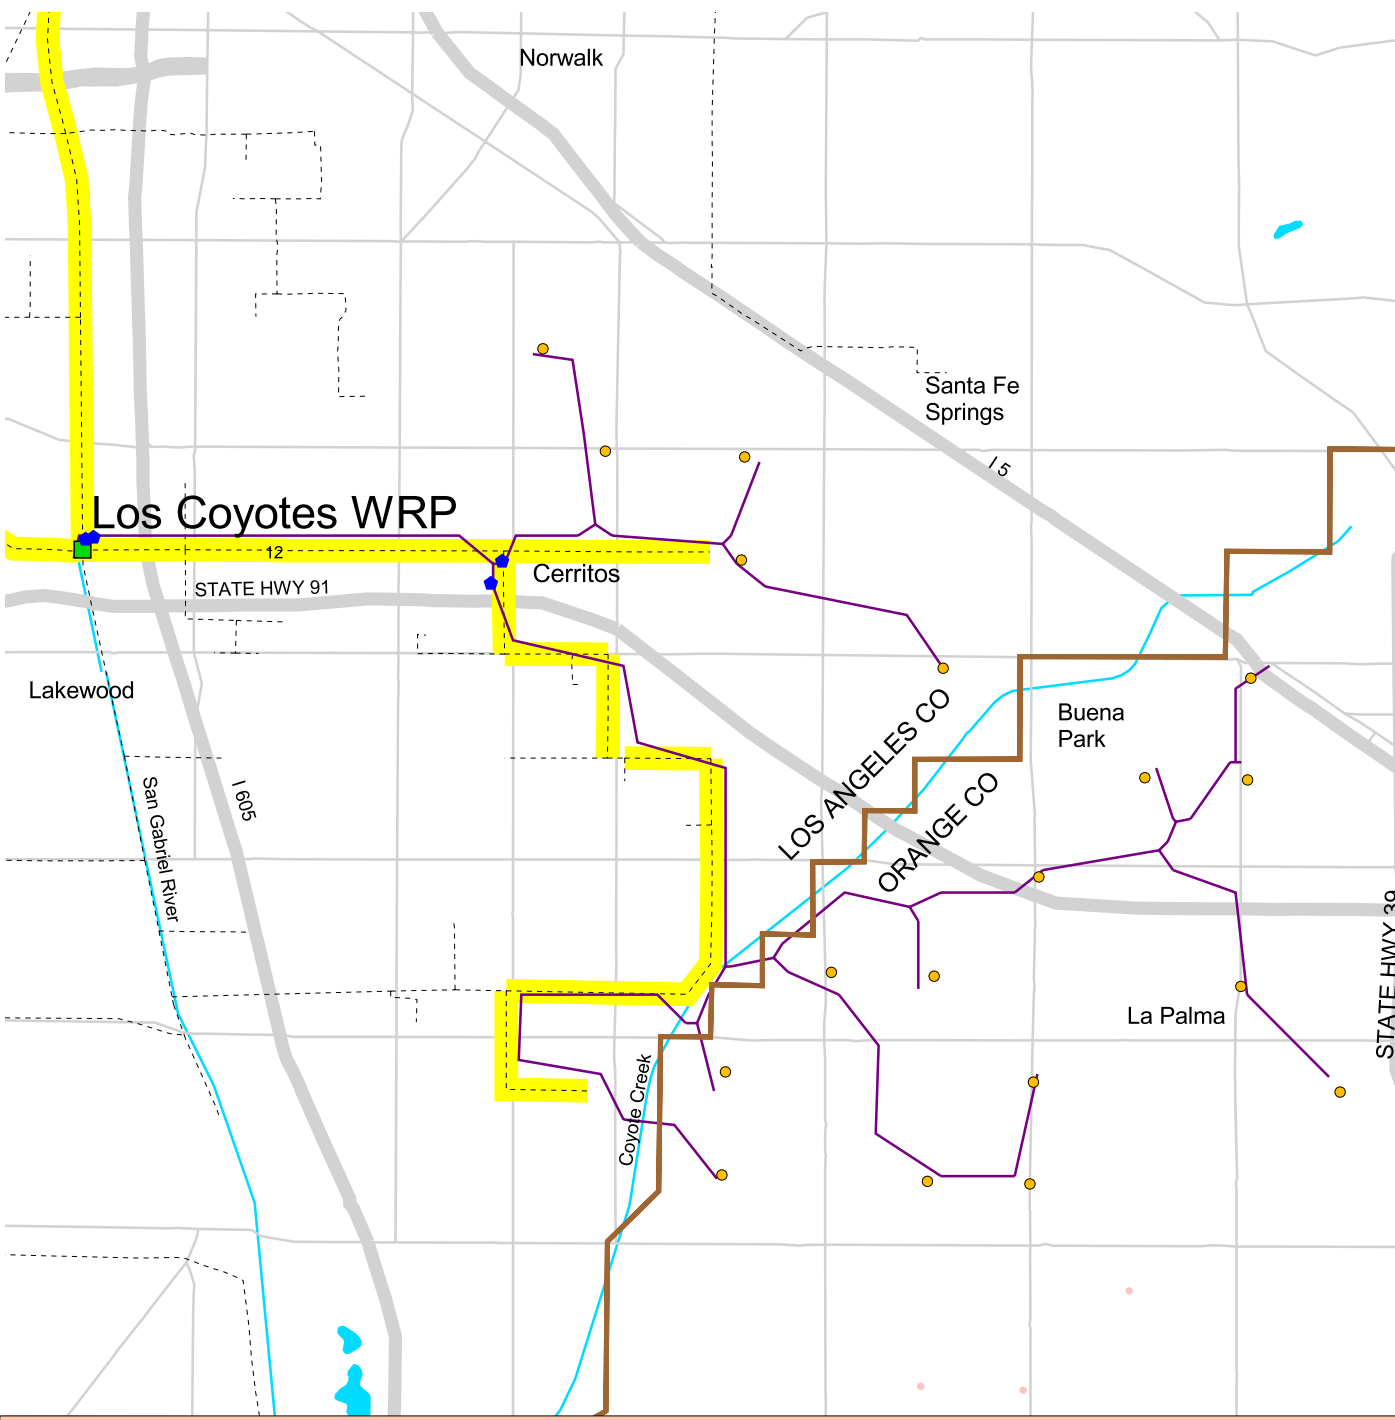 Norwalk
Santa Fe
Springs
I 5
Los Coyotes WRP
12
Cerritos
STATE HWY 91
Lakewood
LOS ANGELES CO
ORANGE CO
Buena
Park
San Gabriel River
I 605
STATE HWY 39
La Palma
Coyote Creek